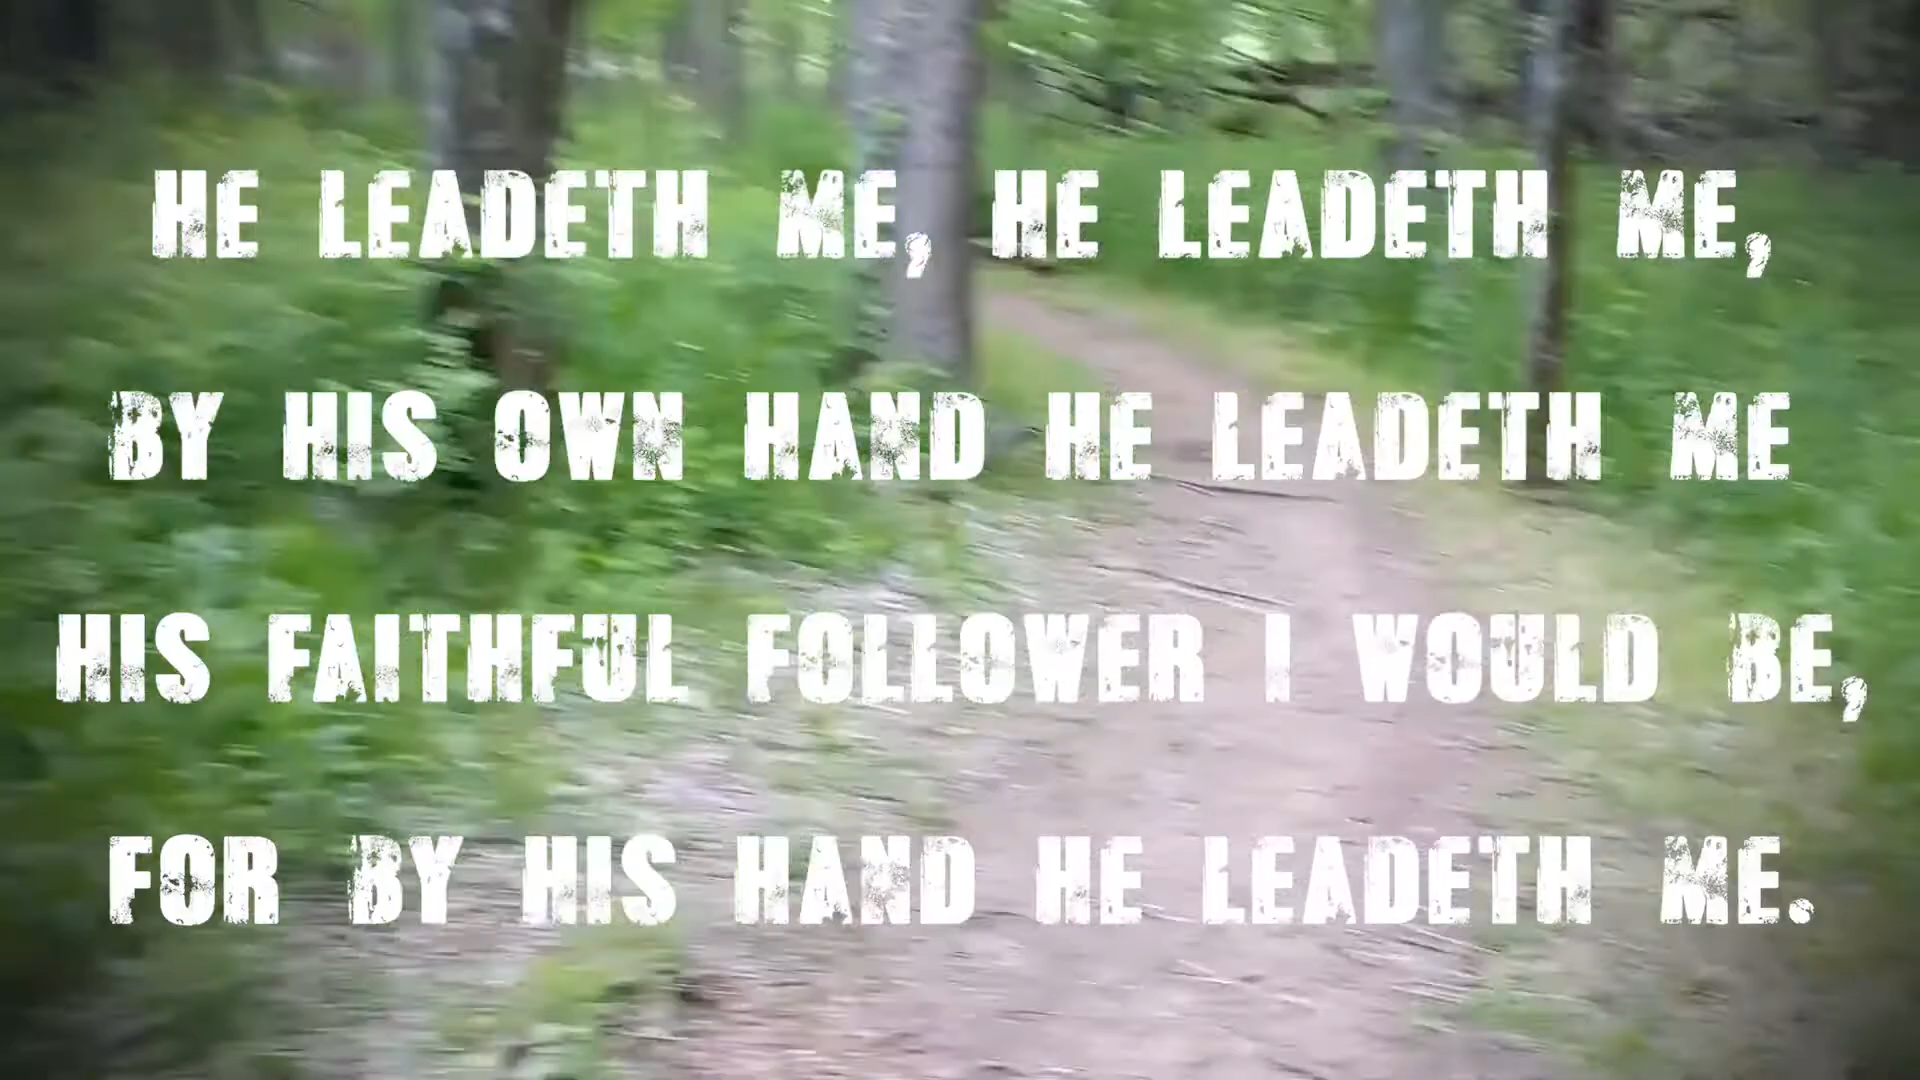 HE LEADETH ME, HE LEADETH ME,
BY HIS OWN HAND HE LEADETH ME
HIS FAITHFUL FOLLOWER I WOULD BE,
FOR BY HIS HAND HE LEADETH ME.